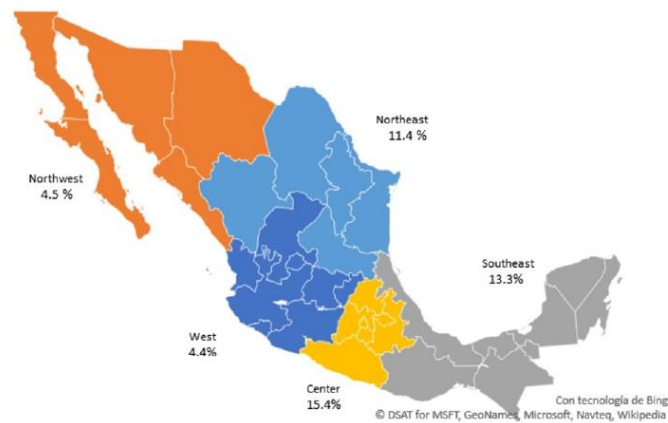 Northeast
11.4 %
Northwest
4.5 %
Southeast
13.3%
West
4.4%
Center
15.4%
Con tecnología de Bing
© DSAT for MSFT, GeoNames, Microsoft, Navteq, Wikipedia